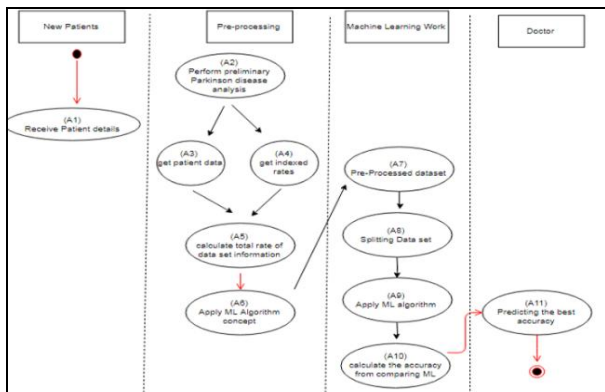 New Patients
Pre-processing
Machine Learning Work
Doctor
(A1)
Receive Patient details
(A2)
Perform preliminary
Parkinson disease
analysis
(A3)
get patient data
(A4)
get indexed
rates
(A5)
calculate total rate of
data set information
(A6)
Apply ML Algorithm
concept
(A7)
Pre-Processed dataset
(A8)
Splitting Data set
(A9)
Apply ML algorithm
(A10)
calculate the accuracy
from comparing ML
(A11)
Predicting the best
accuracy